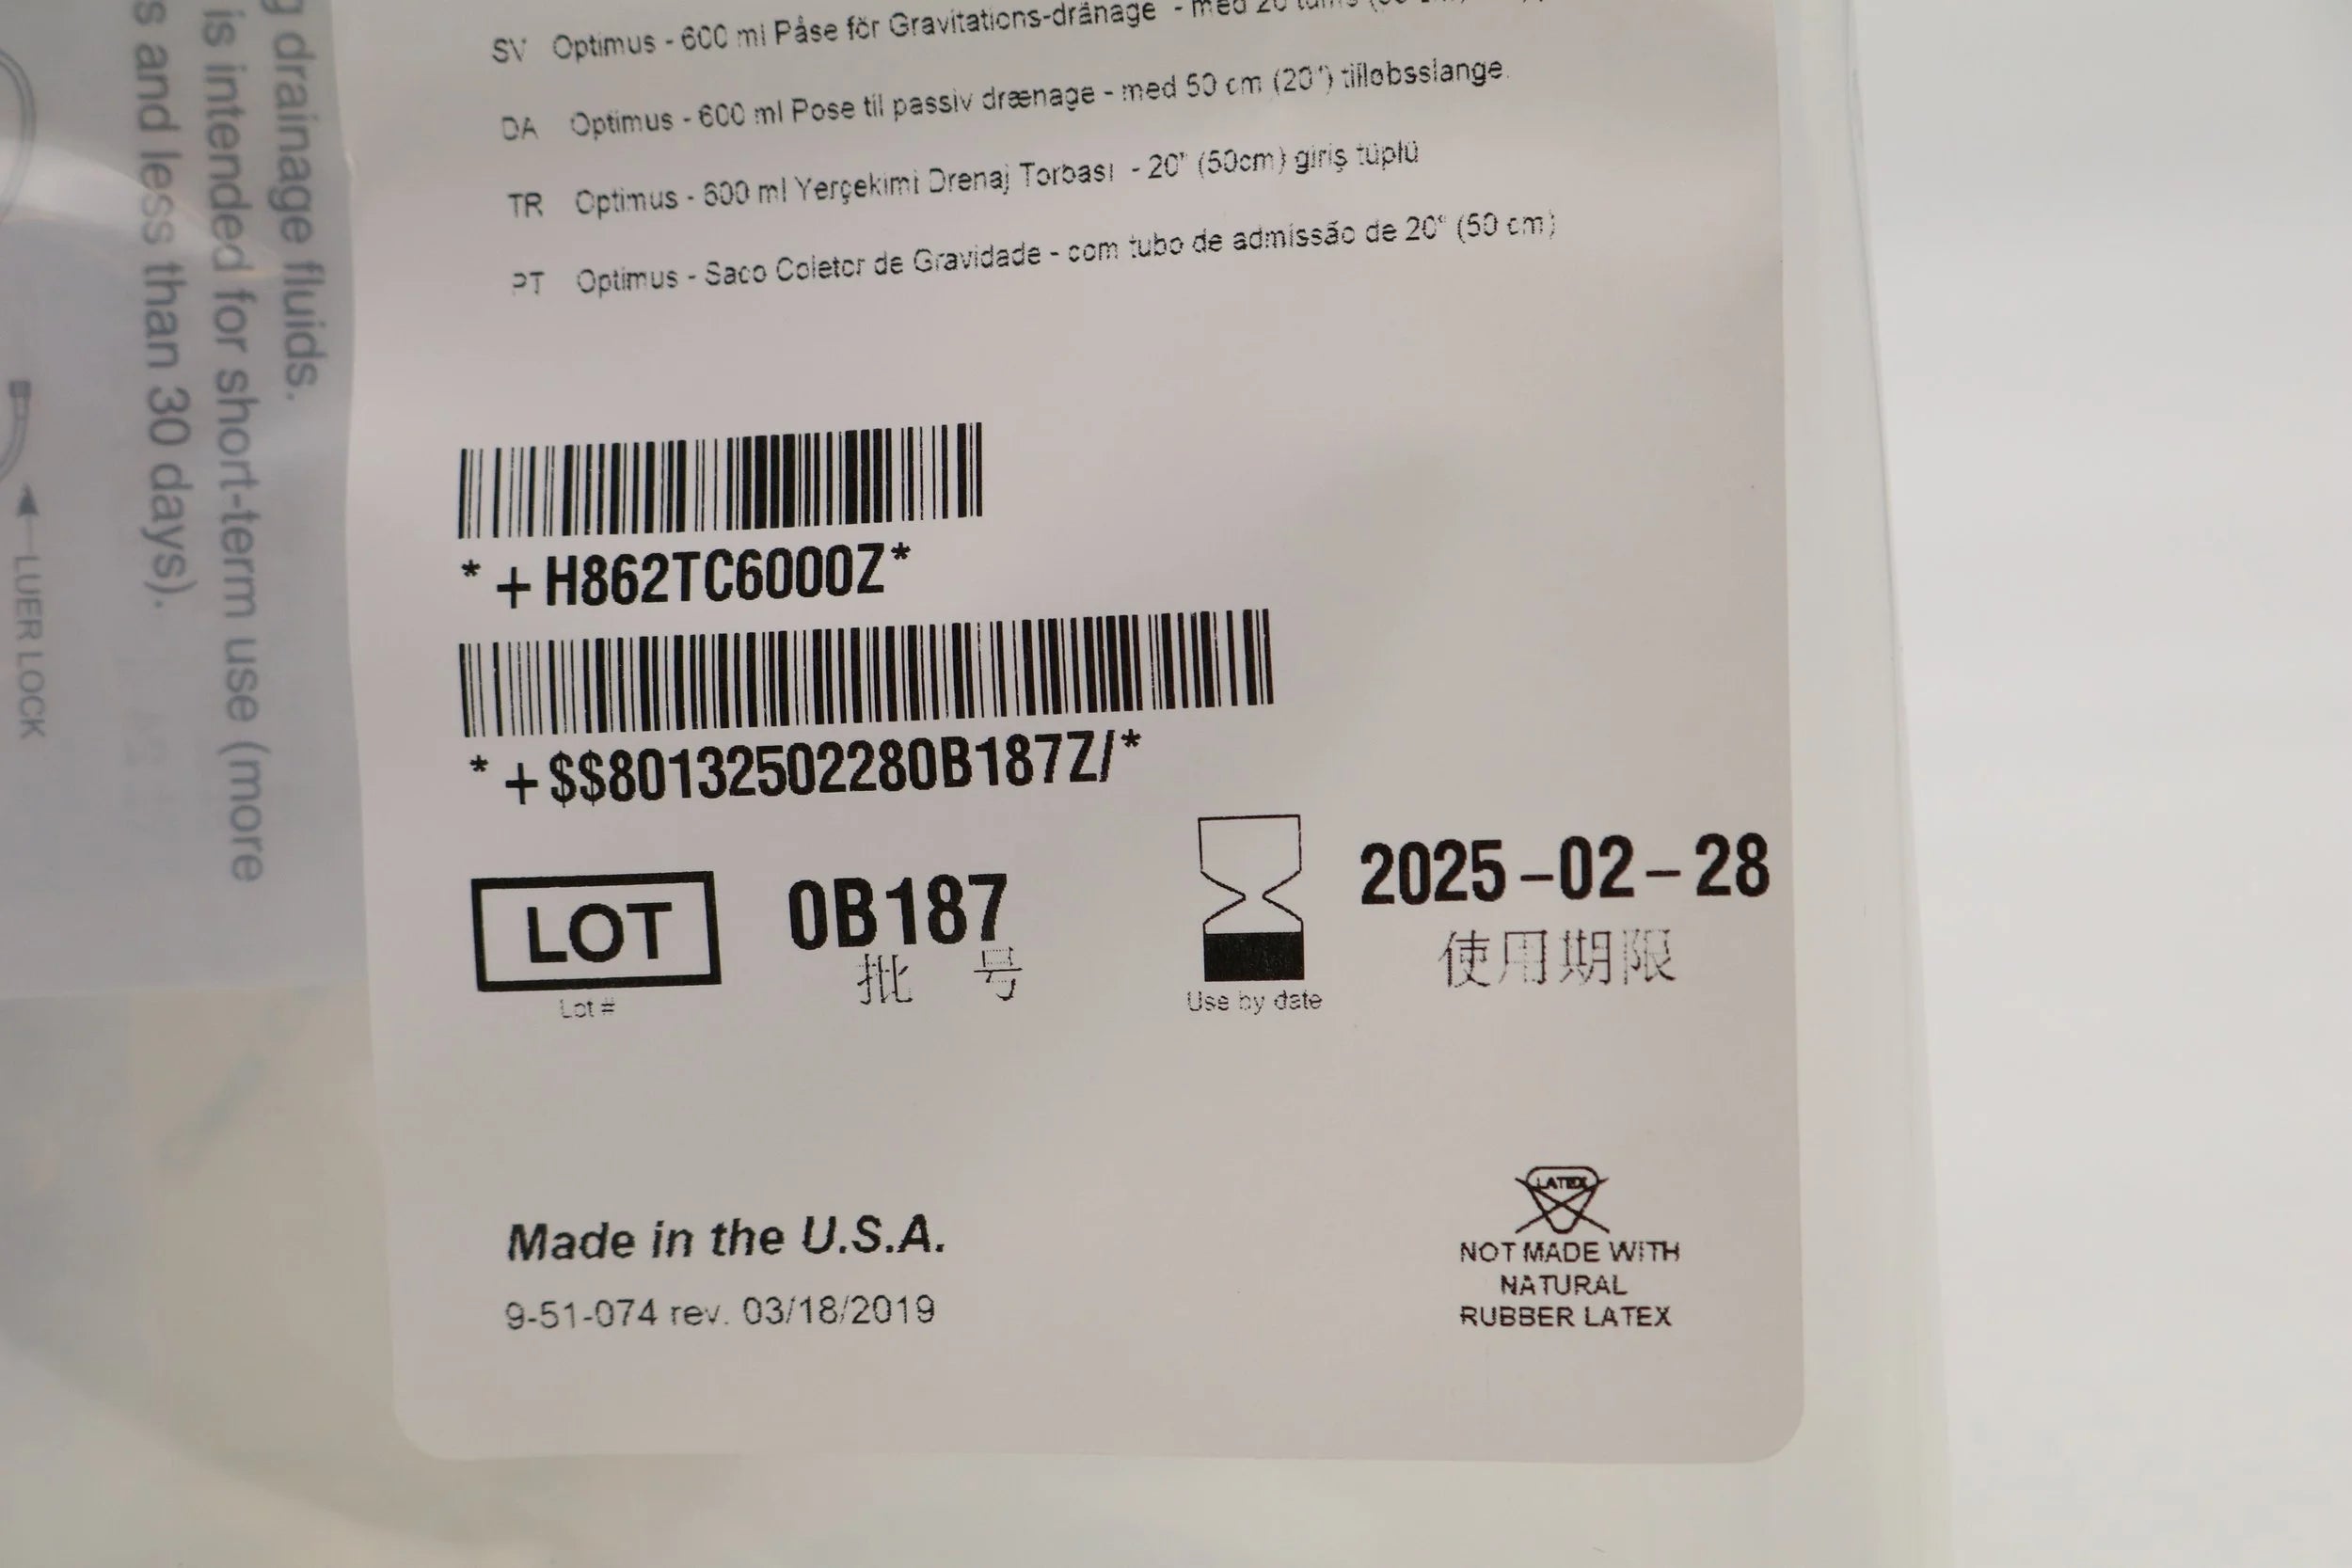 SV Optimus - 600 ml Påse för Gravitations-dränage - med 20
DA Optimus - 600 ml Pose til passiv drænage - med 50 cm (20") tilløbsslange.
TR Optimus - 600 ml Yerçekimi Drenaj Torbası - 20" (50cm) giriş tüplü
PT Optimus - Saco Coletor de Gravidade - com tubo de admissão de 20" (50 cm)
*+H862TC6000Z*
*+$$80132502280B187Z/*
LOT 0B187 2025-02-28
批号 使用期限
Lot # Use by date
LATEX
NOT MADE WITH
NATURAL
RUBBER LATEX
Made in the U.S.A.
9-51-074 rev. 03/18/2019
drainage fluids.
is intended for short-term use (more
and less than 30 days).
LUER LOCK